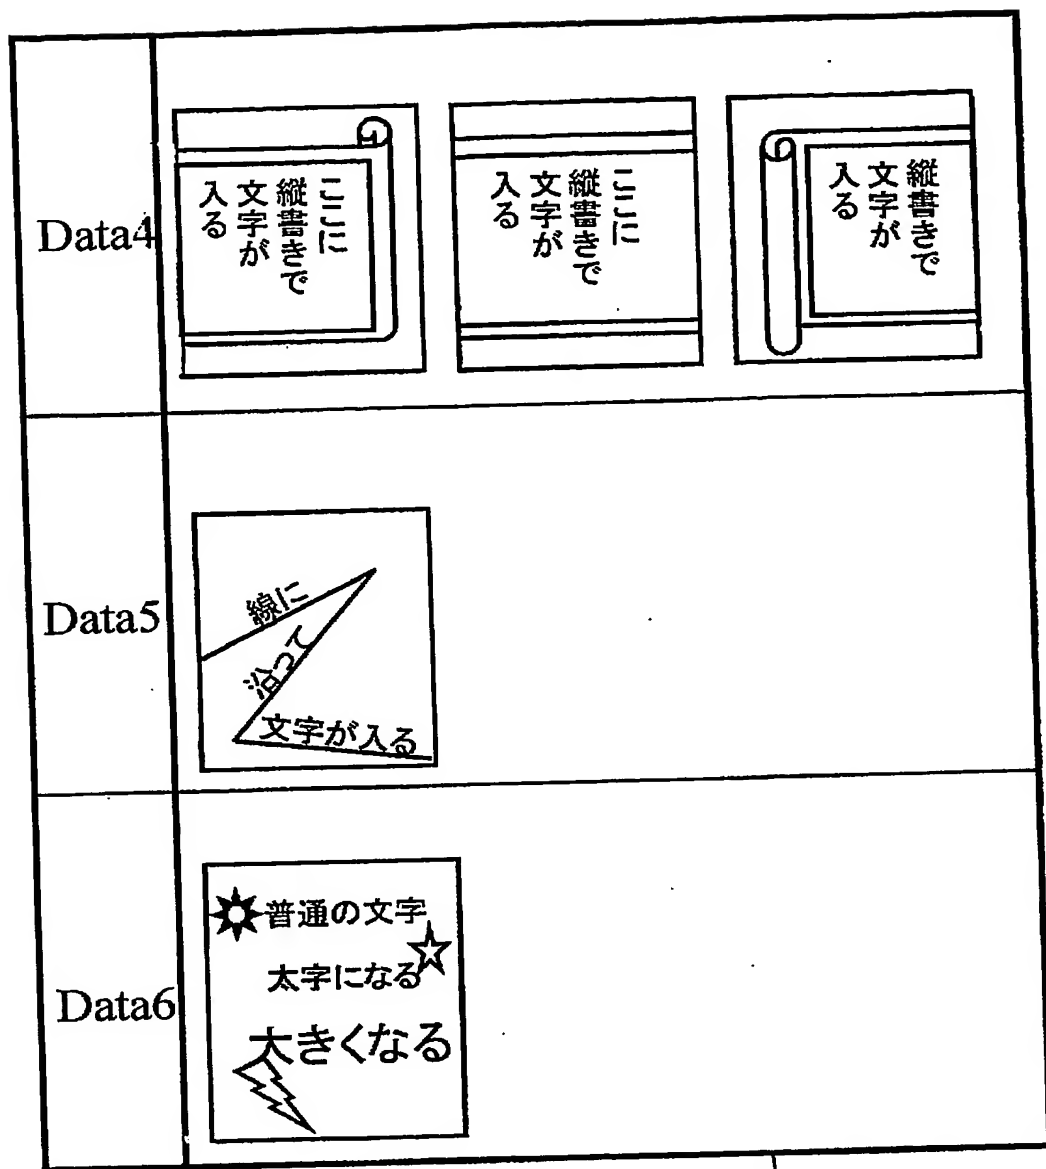 Data4
ここに
縦書きで
文字が
入る
ここに
縦書きで
文字が
入る
縦書きで
文字が
入る
Data5
線に
沿って
文字が入る
Data6
普通の文字
太字になる
大きくなる